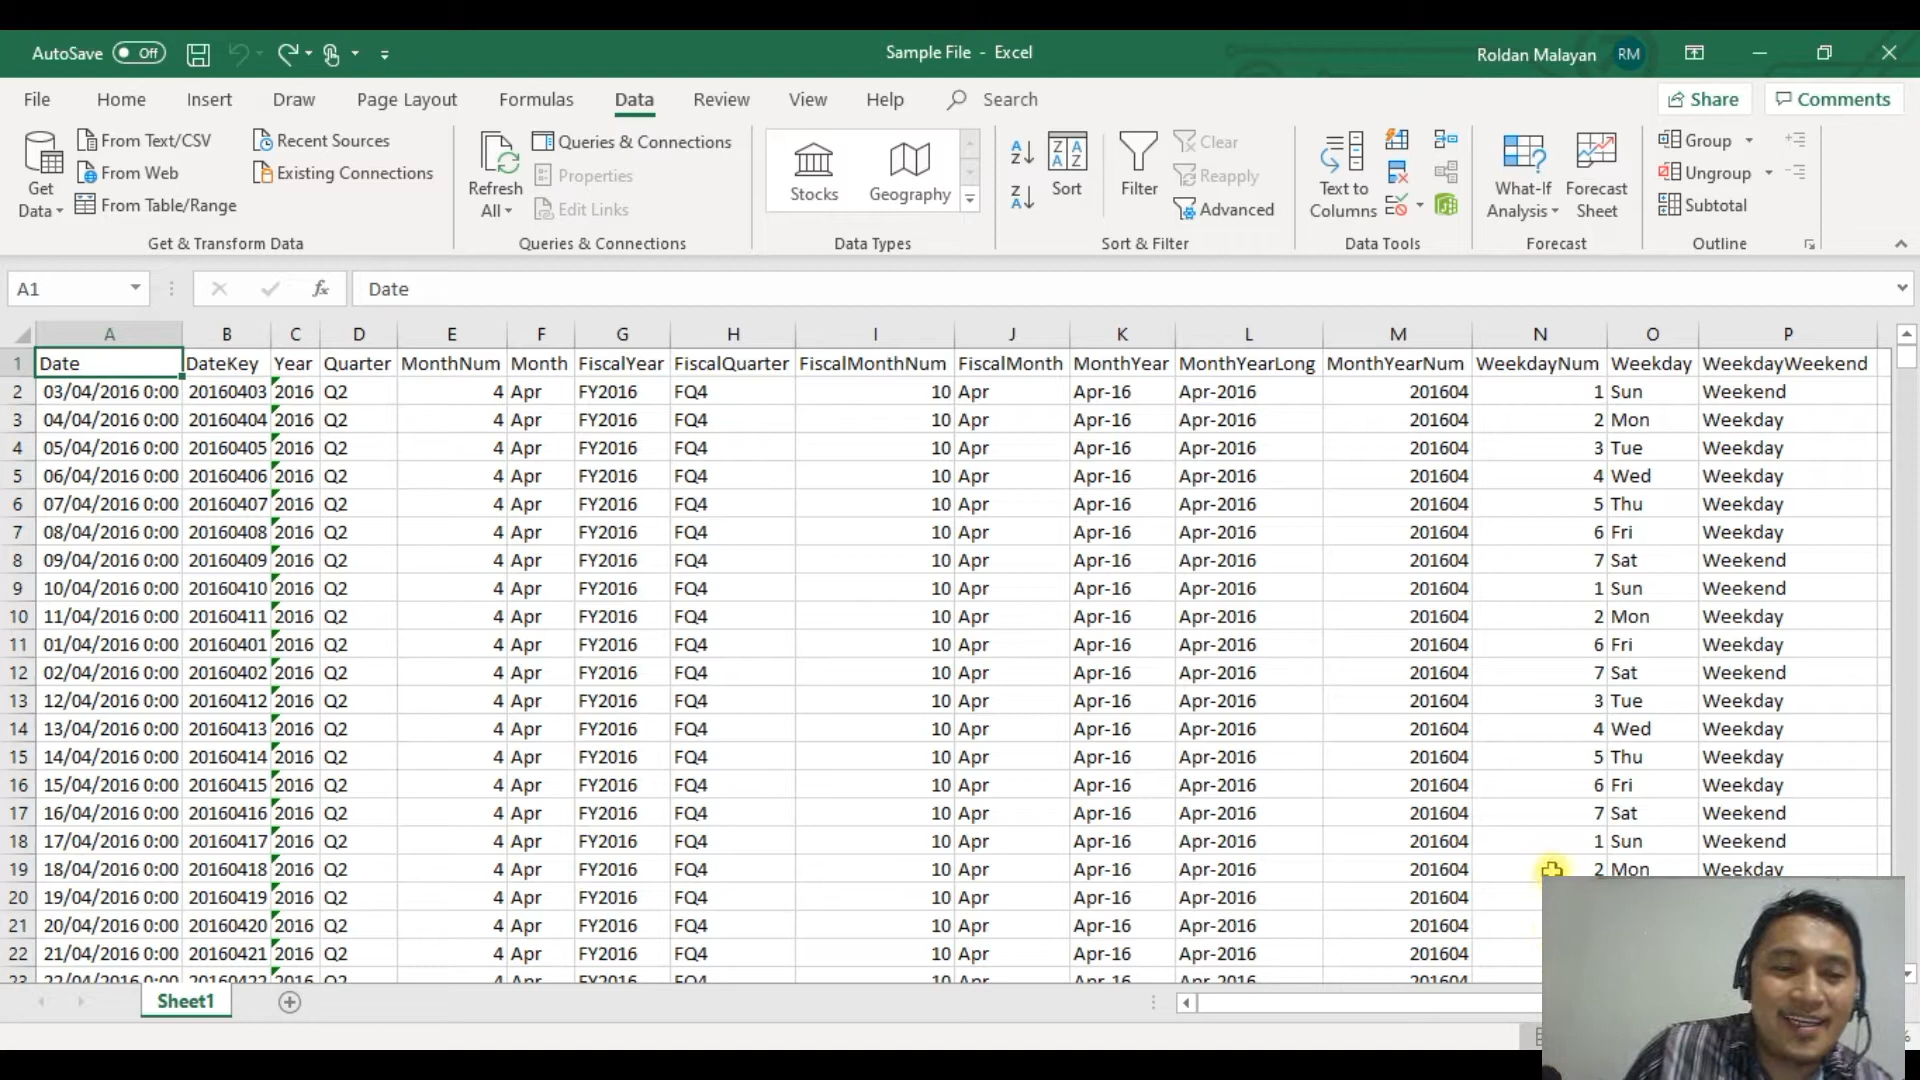 AutoSave Off Sample File - Excel Roldan Malayan RM
File Home Insert Draw Page Layout Formulas Data Review View Help Search Share Comments
Get Data From Text/CSV From Web From Table/Range Recent Sources Existing Connections
Get & Transform Data
Refresh All Queries & Connections Properties Edit Links
Queries & Connections
Stocks Geography
Data Types
Sort Filter Clear Reapply Advanced
Sort & Filter
Text to Columns
Data Tools
What-If Analysis Forecast Sheet
Forecast
Group Ungroup Subtotal
Outline
A1 fx Date
A B C D E F G H I J K L M N O P
1 Date DateKey Year Quarter MonthNum Month FiscalYear FiscalQuarter FiscalMonthNum FiscalMonth MonthYear MonthYearLong MonthYearNum WeekdayNum Weekday WeekdayWeekend
2 03/04/2016 0:00 20160403 2016 Q2 4 Apr FY2016 FQ4 10 Apr Apr-16 Apr-2016 201604 1 Sun Weekend
3 04/04/2016 0:00 20160404 2016 Q2 4 Apr FY2016 FQ4 10 Apr Apr-16 Apr-2016 201604 2 Mon Weekday
4 05/04/2016 0:00 20160405 2016 Q2 4 Apr FY2016 FQ4 10 Apr Apr-16 Apr-2016 201604 3 Tue Weekday
5 06/04/2016 0:00 20160406 2016 Q2 4 Apr FY2016 FQ4 10 Apr Apr-16 Apr-2016 201604 4 Wed Weekday
6 07/04/2016 0:00 20160407 2016 Q2 4 Apr FY2016 FQ4 10 Apr Apr-16 Apr-2016 201604 5 Thu Weekday
7 08/04/2016 0:00 20160408 2016 Q2 4 Apr FY2016 FQ4 10 Apr Apr-16 Apr-2016 201604 6 Fri Weekday
8 09/04/2016 0:00 20160409 2016 Q2 4 Apr FY2016 FQ4 10 Apr Apr-16 Apr-2016 201604 7 Sat Weekend
9 10/04/2016 0:00 20160410 2016 Q2 4 Apr FY2016 FQ4 10 Apr Apr-16 Apr-2016 201604 1 Sun Weekend
10 11/04/2016 0:00 20160411 2016 Q2 4 Apr FY2016 FQ4 10 Apr Apr-16 Apr-2016 201604 2 Mon Weekday
11 01/04/2016 0:00 20160401 2016 Q2 4 Apr FY2016 FQ4 10 Apr Apr-16 Apr-2016 201604 6 Fri Weekday
12 02/04/2016 0:00 20160402 2016 Q2 4 Apr FY2016 FQ4 10 Apr Apr-16 Apr-2016 201604 7 Sat Weekend
13 12/04/2016 0:00 20160412 2016 Q2 4 Apr FY2016 FQ4 10 Apr Apr-16 Apr-2016 201604 3 Tue Weekday
14 13/04/2016 0:00 20160413 2016 Q2 4 Apr FY2016 FQ4 10 Apr Apr-16 Apr-2016 201604 4 Wed Weekday
15 14/04/2016 0:00 20160414 2016 Q2 4 Apr FY2016 FQ4 10 Apr Apr-16 Apr-2016 201604 5 Thu Weekday
16 15/04/2016 0:00 20160415 2016 Q2 4 Apr FY2016 FQ4 10 Apr Apr-16 Apr-2016 201604 6 Fri Weekday
17 16/04/2016 0:00 20160416 2016 Q2 4 Apr FY2016 FQ4 10 Apr Apr-16 Apr-2016 201604 7 Sat Weekend
18 17/04/2016 0:00 20160417 2016 Q2 4 Apr FY2016 FQ4 10 Apr Apr-16 Apr-2016 201604 1 Sun Weekend
19 18/04/2016 0:00 20160418 2016 Q2 4 Apr FY2016 FQ4 10 Apr Apr-16 Apr-2016 201604 2 Mon Weekday
20 19/04/2016 0:00 20160419 2016 Q2 4 Apr FY2016 FQ4 10 Apr Apr-16 Apr-2016 201604
21 20/04/2016 0:00 20160420 2016 Q2 4 Apr FY2016 FQ4 10 Apr Apr-16 Apr-2016 201604
22 21/04/2016 0:00 20160421 2016 Q2 4 Apr FY2016 FQ4 10 Apr Apr-16 Apr-2016 201604
23 22/04/2016 0:00 20160422 2016 Q2 4 Apr FY2016 FQ4 10 Apr Apr-16 Apr-2016 201604
Sheet1